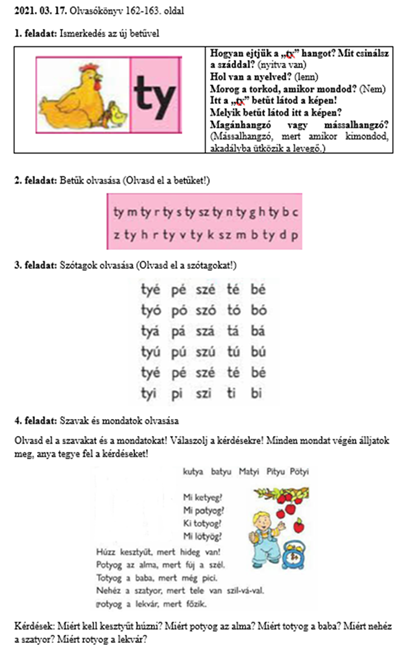 2021. 03. 17. Olvasókönyv 162-163. oldal
1. feladat: Ismerkedés az új betűvel
ty
Hogyan ejtjük a „ty” hangot? Mit csinálsz
a száddal? (nyitva van)
Hol van a nyelved? (lenn)
Morog a torkod, amikor mondod? (Nem)
Itt a „ty” betűt látod a képen!
Melyik betűt látod itt a képen?
Magánhangzó vagy mássalhangzó?
(Mássalhangzó, mert amikor kimondod,
akadályba ütközik a levegő.)
2. feladat: Betűk olvasása (Olvasd el a betűket!)
ty m ty r ty s ty sz ty n ty g h ty b c
z ty h r ty v ty k sz m b ty d p
3. feladat: Szótagok olvasása (Olvasd el a szótagokat!)
tyé pé szé té bé
tyó pó szó tó bó
tyá pá szá tá bá
tyú pú szú tú bú
tyé pé szé té bé
tyi pi szi ti bi
4. feladat: Szavak és mondatok olvasása
Olvasd el a szavakat és a mondatokat! Válaszolj a kérdésekre! Minden mondat végén álljatok
meg, anya tegye fel a kérdéseket!
kutya batyu Matyi Pityu Pötyi
Mi ketyeg?
Mi potyog?
Ki totyog?
Mi lötyög?
Húzz kesztyűt, mert hideg van!
Potyog az alma, mert fúj a szél.
Totyog a baba, mert még pici.
Nehéz a szatyor, mert tele van szil-vá-val.
rotyog a lekvár, mert főzik.
Kérdések: Miért kell kesztyűt húzni? Miért potyog az alma? Miért totyog a baba? Miért nehéz
a szatyor? Miért rotyog a lekvár?